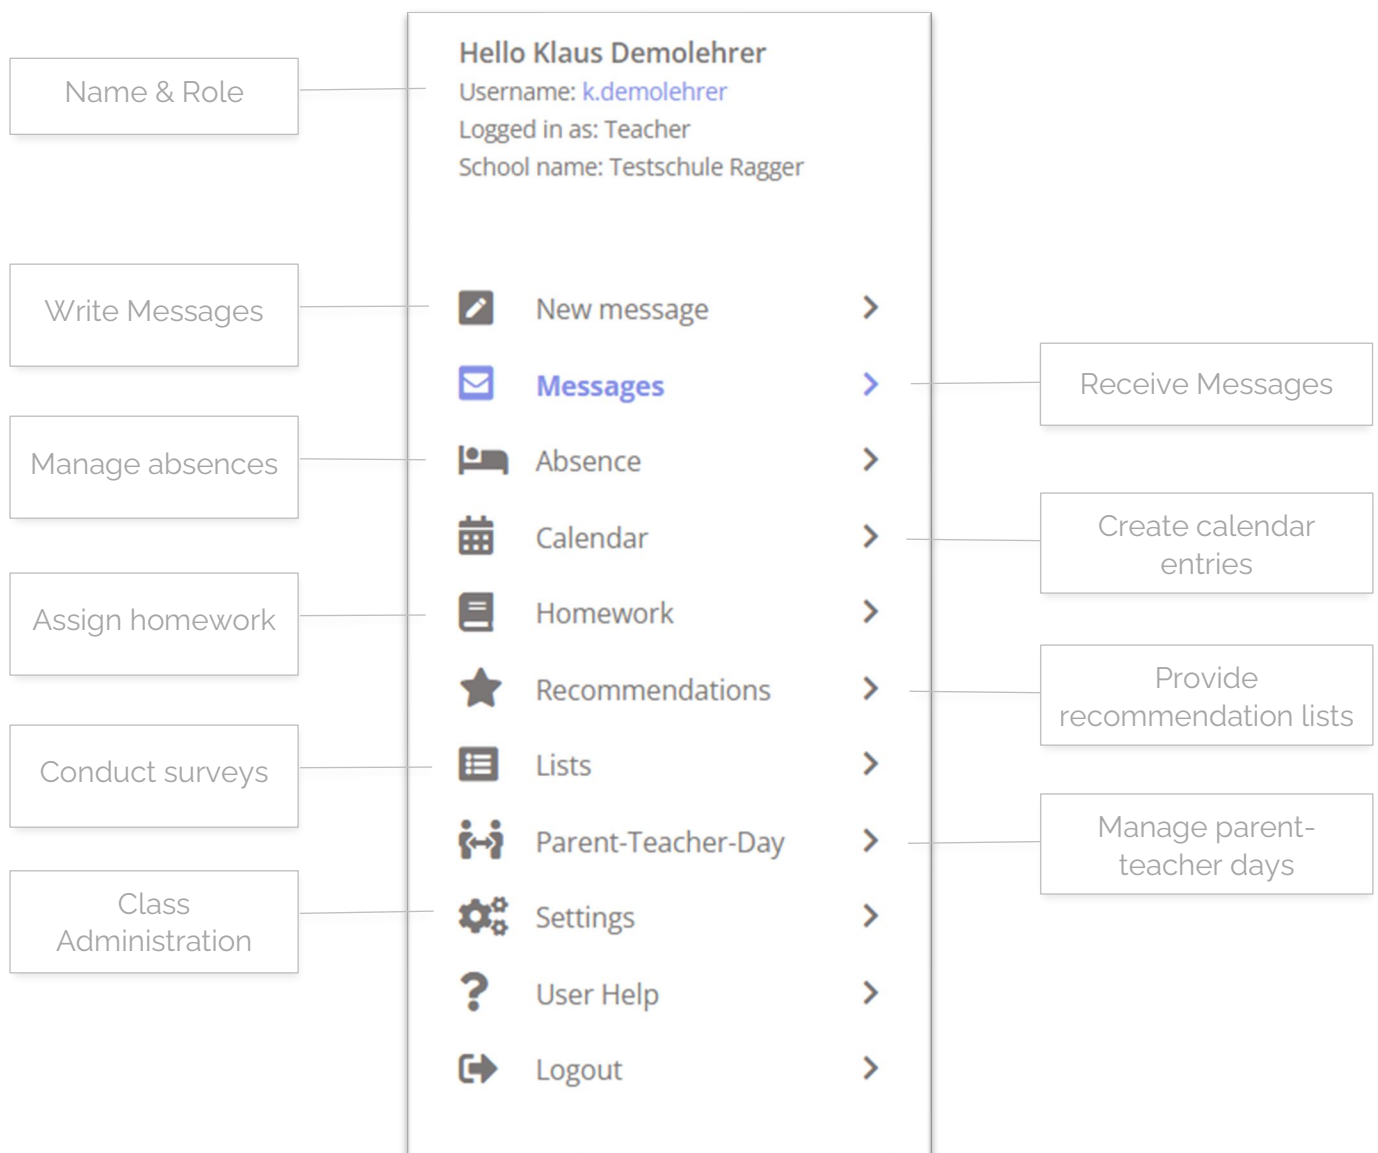 Hello Klaus Demolehrer
Name & Role
Username: k.demolehrer
Logged in as: Teacher
School name: Testschule Ragger
Write Messages
New message
Messages
Receive Messages
Manage absences
Absence
Calendar
Create calendar
entries
Assign homework
Homework
Recommendations
Provide
recommendation lists
Conduct surveys
Lists
Parent-Teacher-Day
Manage parent-
teacher days
Class
Administration
Settings
User Help
Logout